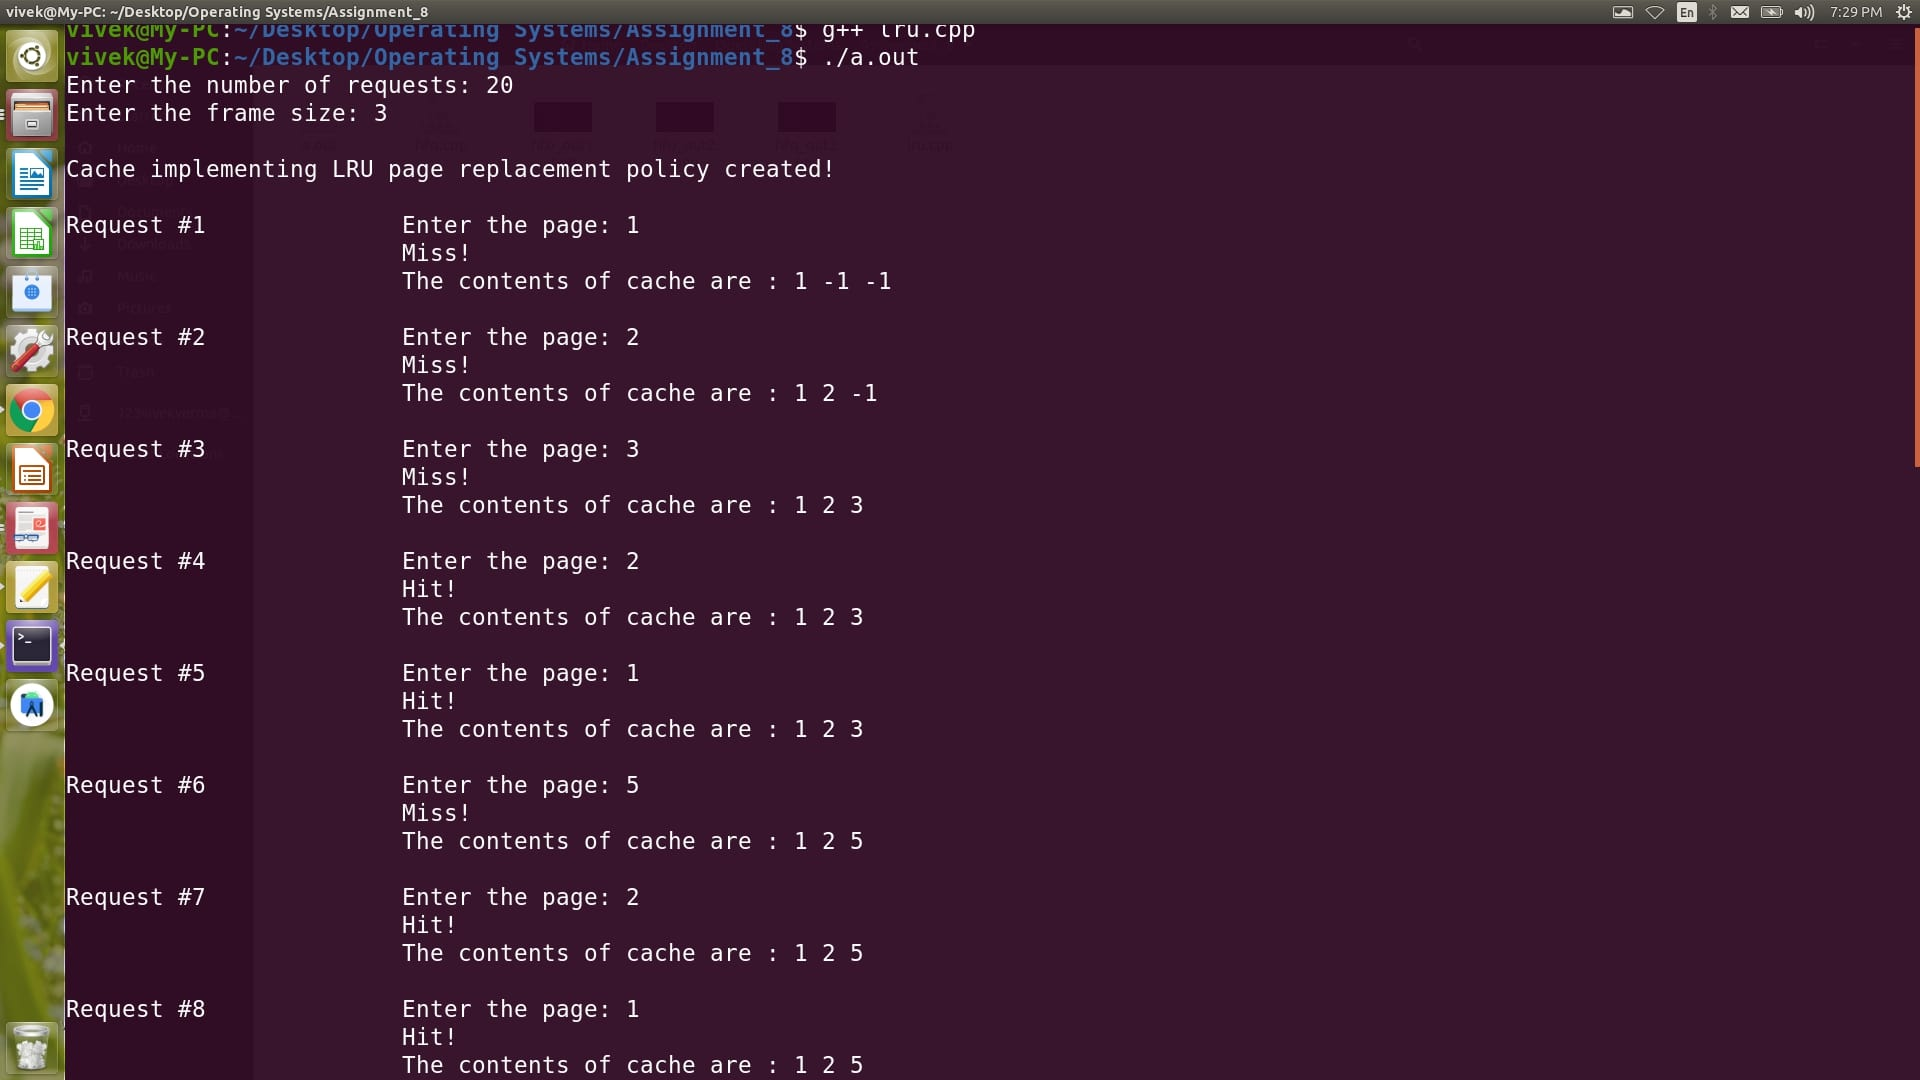 vivek@My-PC: ~/Desktop/Operating Systems/Assignment_8
En
7:29 PM
vivek@My-PC:~/Desktop/Operating Systems/Assignment_8$ g++ lru.cpp
vivek@My-PC:~/Desktop/Operating Systems/Assignment_8$ ./a.out
Enter the number of requests: 20
Enter the frame size: 3
Cache implementing LRU page replacement policy created!
Request #1 Enter the page: 1
Miss!
The contents of cache are : 1 -1 -1
Request #2 Enter the page: 2
Miss!
The contents of cache are : 1 2 -1
Request #3 Enter the page: 3
Miss!
The contents of cache are : 1 2 3
Request #4 Enter the page: 2
Hit!
The contents of cache are : 1 2 3
Request #5 Enter the page: 1
Hit!
The contents of cache are : 1 2 3
Request #6 Enter the page: 5
Miss!
The contents of cache are : 1 2 5
Request #7 Enter the page: 2
Hit!
The contents of cache are : 1 2 5
Request #8 Enter the page: 1
Hit!
The contents of cache are : 1 2 5
Home
Downloads
Music
Pictures
Trash
lru.cpp